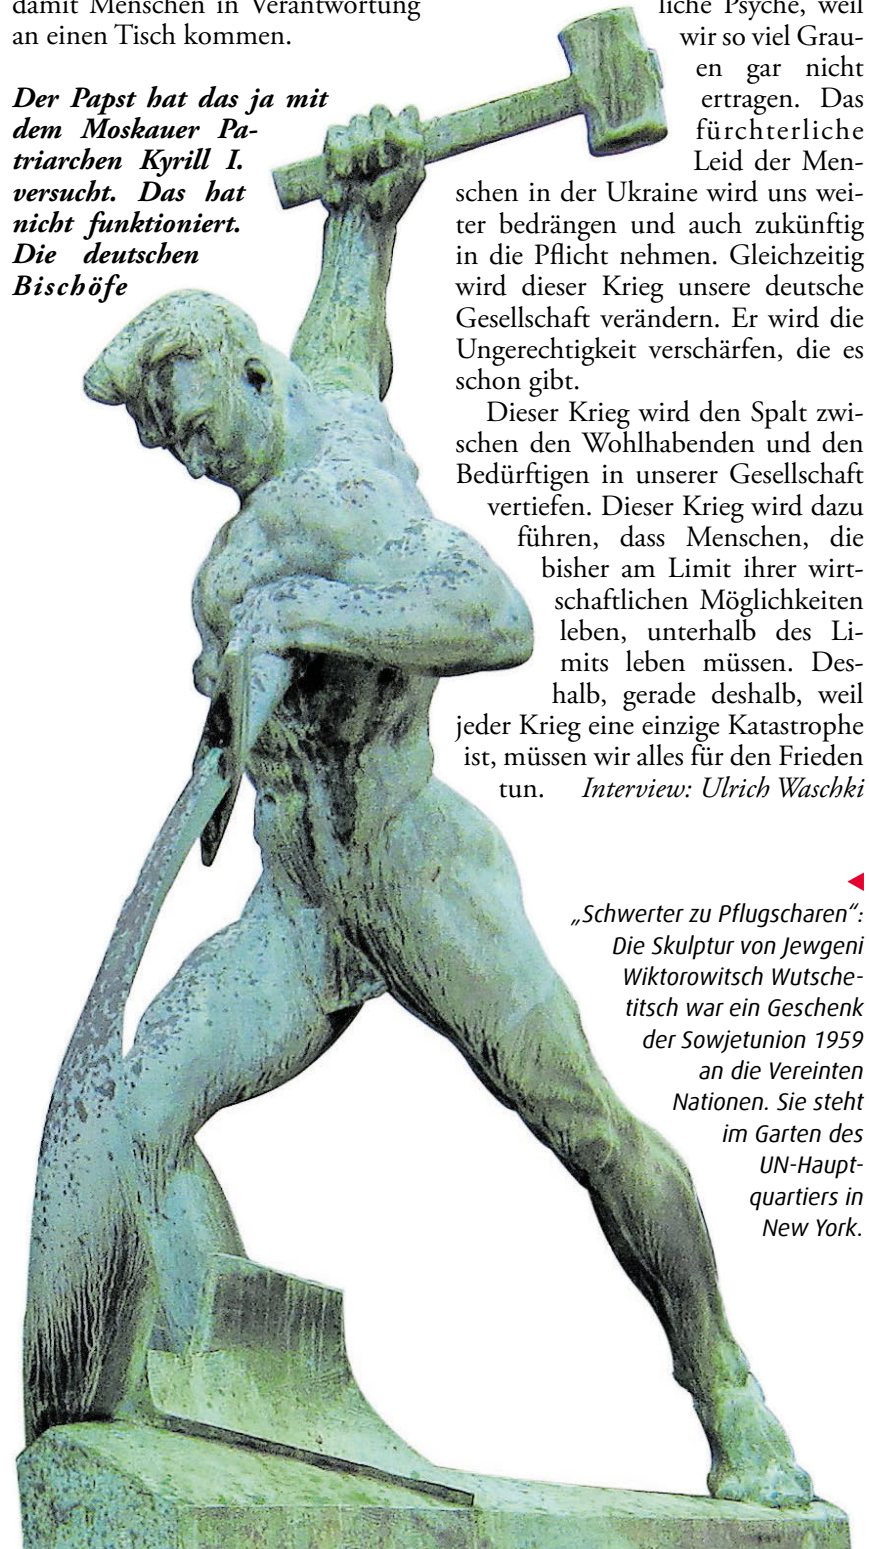 damit Menschen in Verantwortung
an einen Tisch kommen.
Der Papst hat das ja mit
dem Moskauer Pa-
triarchen Kyrill I.
versucht. Das hat
nicht funktioniert.
Die deutschen
Bischöfe
liche Psyche, weil
wir so viel Grau-
en gar nicht
ertragen. Das
fürchterliche
Leid der Men-
schen in der Ukraine wird uns wei-
ter bedrängen und auch zukünftig
in die Pflicht nehmen. Gleichzeitig
wird dieser Krieg unsere deutsche
Gesellschaft verändern. Er wird die
Ungerechtigkeit verschärfen, die es
schon gibt.
Dieser Krieg wird den Spalt zwi-
schen den Wohlhabenden und den
Bedürftigen in unserer Gesellschaft
vertiefen. Dieser Krieg wird dazu
führen, dass Menschen, die
bisher am Limit ihrer wirt-
schaftlichen Möglichkeiten
leben, unterhalb des Li-
mits leben müssen. Des-
halb, gerade deshalb, weil
jeder Krieg eine einzige Katastrophe
ist, müssen wir alles für den Frieden
tun. Interview: Ulrich Waschki
„Schwerter zu Pflugscharen“:
Die Skulptur von Jewgeni
Wiktorowitsch Wutsche-
titsch war ein Geschenk
der Sowjetunion 1959
an die Vereinten
Nationen. Sie steht
im Garten des
UN-Haupt-
quartiers in
New York.